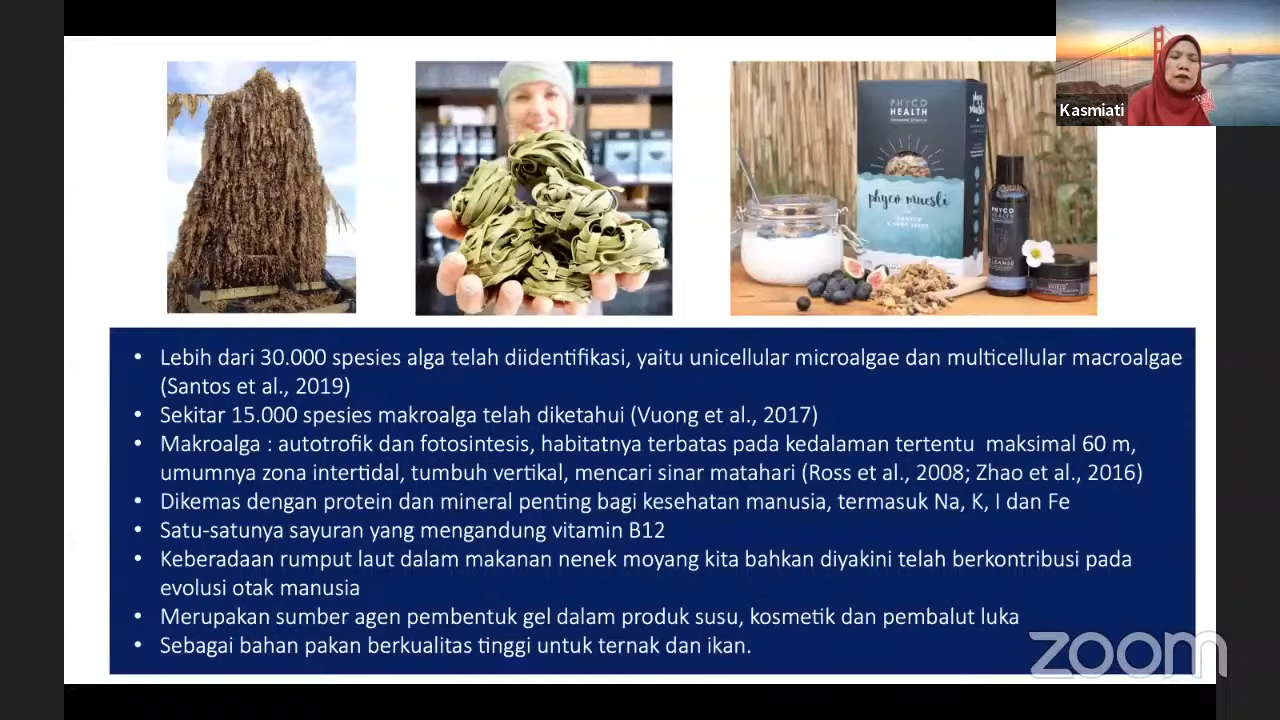 Kasmiati
PHYCO
HEALTH
phyco muesli
PHYCO
HEALTH
CLEANSE
• Lebih dari 30.000 spesies alga telah diidentifikasi, yaitu unicellular microalgae dan multicellular macroalgae
(Santos et al., 2019)
• Sekitar 15.000 spesies makroalga telah diketahui (Vuong et al., 2017)
• Makroalga : autotrofik dan fotosintesis, habitatnya terbatas pada kedalaman tertentu  maksimal 60 m,
umumnya zona intertidal, tumbuh vertikal, mencari sinar matahari (Ross et al., 2008; Zhao et al., 2016)
• Dikemas dengan protein dan mineral penting bagi kesehatan manusia, termasuk Na, K, I dan Fe
• Satu-satunya sayuran yang mengandung vitamin B12
• Keberadaan rumput laut dalam makanan nenek moyang kita bahkan diyakini telah berkontribusi pada
evolusi otak manusia
• Merupakan sumber agen pembentuk gel dalam produk susu, kosmetik dan pembalut luka
• Sebagai bahan pakan berkualitas tinggi untuk ternak dan ikan.
zoom